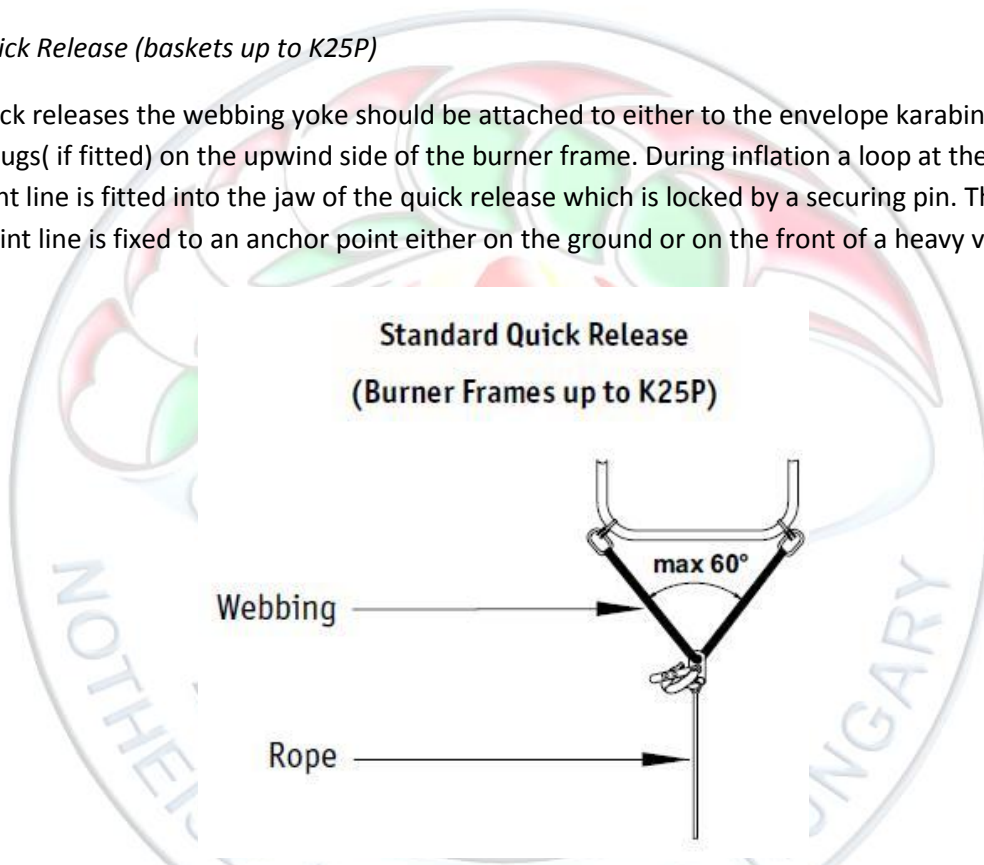 ick Release (baskets up to K25P)
ck releases the webbing yoke should be attached to either to the envelope karabin
ugs( if fitted) on the upwind side of the burner frame. During inflation a loop at the
nt line is fitted into the jaw of the quick release which is locked by a securing pin. Th
int line is fixed to an anchor point either on the ground or on the front of a heavy v
Standard Quick Release
(Burner Frames up to K25P)
max 60°
Webbing
Rope